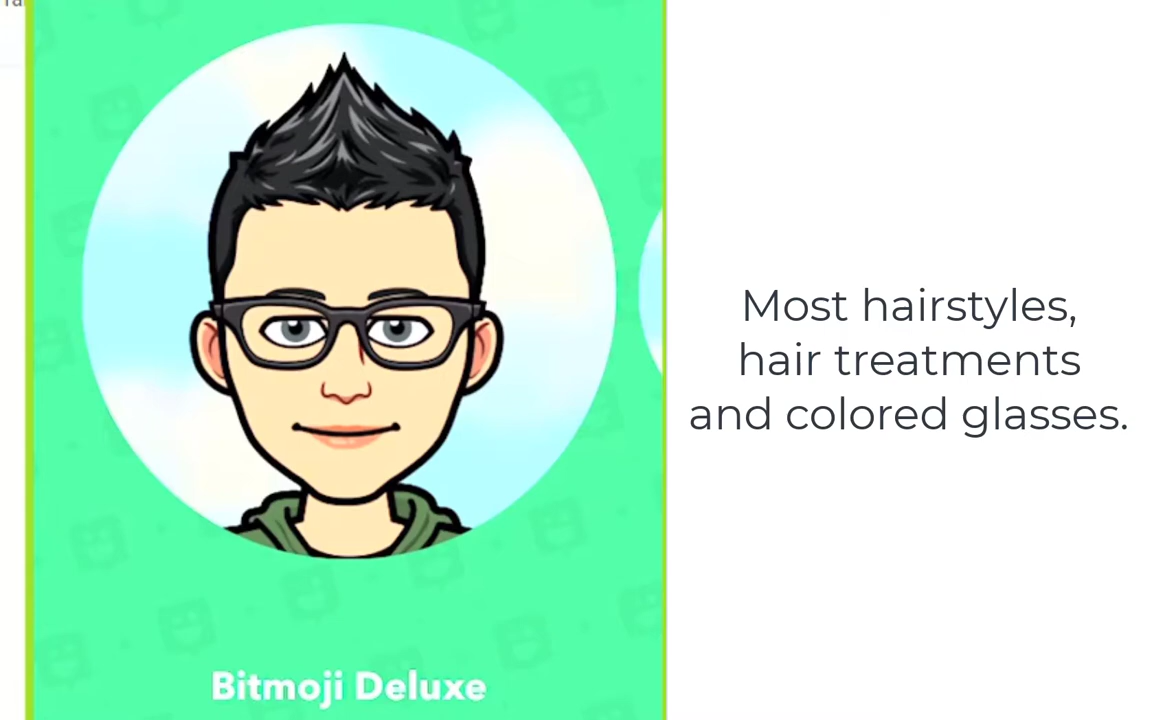 Most hairstyles,
hair treatments
and colored glasses.
Bitmoji Deluxe